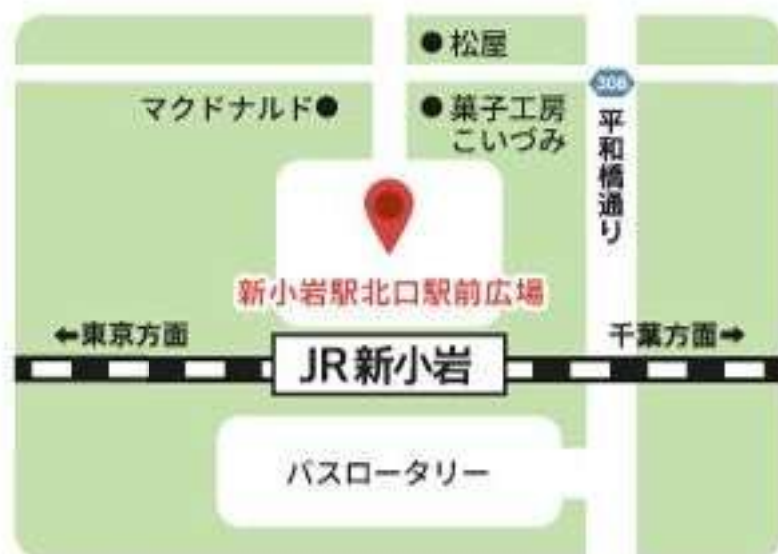 松屋
308
マクドナルド
菓子工房
こいづみ
平和橋通り
新小岩駅北口駅前広場
←東京方面
千葉方面→
JR新小岩
バスロータリー